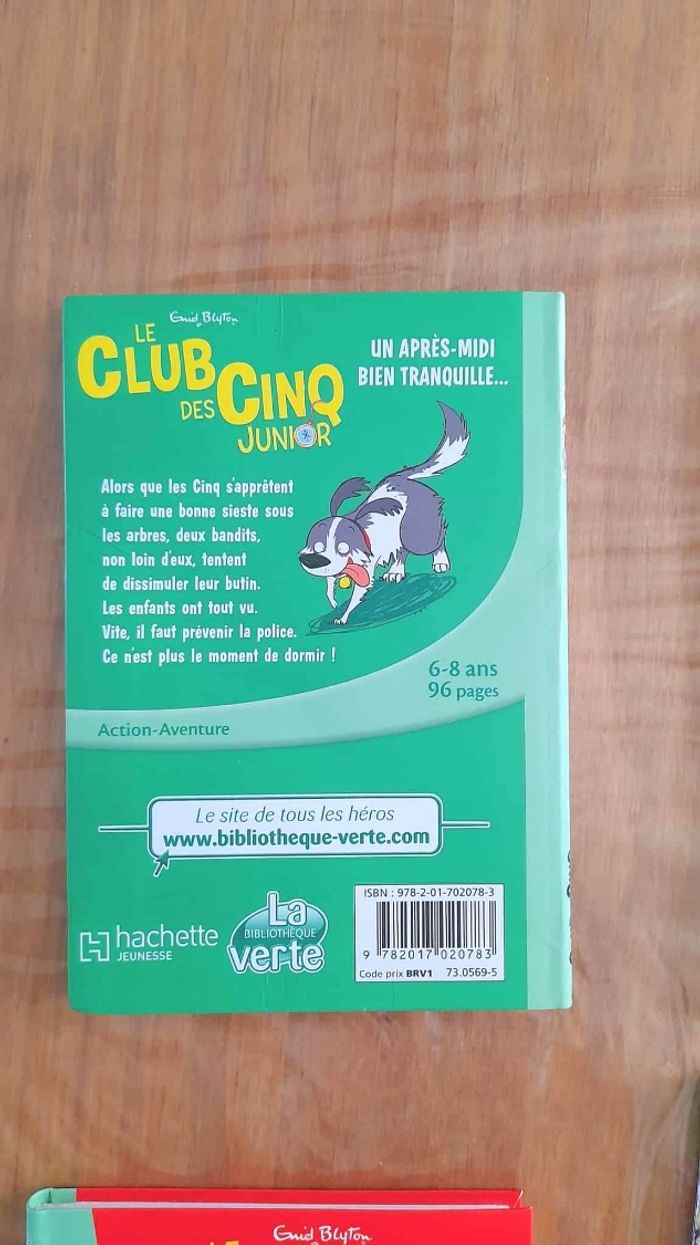 Enid Blyton
LE
CLUB
DES CINQ
JUNIOR
UN APRÈS-MIDI
BIEN TRANQUILLE...
Alors que les Cinq s'apprêtent
à faire une bonne sieste sous
les arbres, deux bandits,
non loin d'eux, tentent
de dissimuler leur butin.
Les enfants ont tout vu.
Vite, il faut prévenir la police.
Ce n'est plus le moment de dormir !
6-8 ans
96 pages
Action-Aventure
Le site de tous les héros
www.bibliotheque-verte.com
hachette
JEUNESSE
La
BIBLIOTHÈQUE
verte
ISBN : 978-2-01-702078-3
9 782017 020783
Code prix BRV1 73.0569-5
Enid Blyton